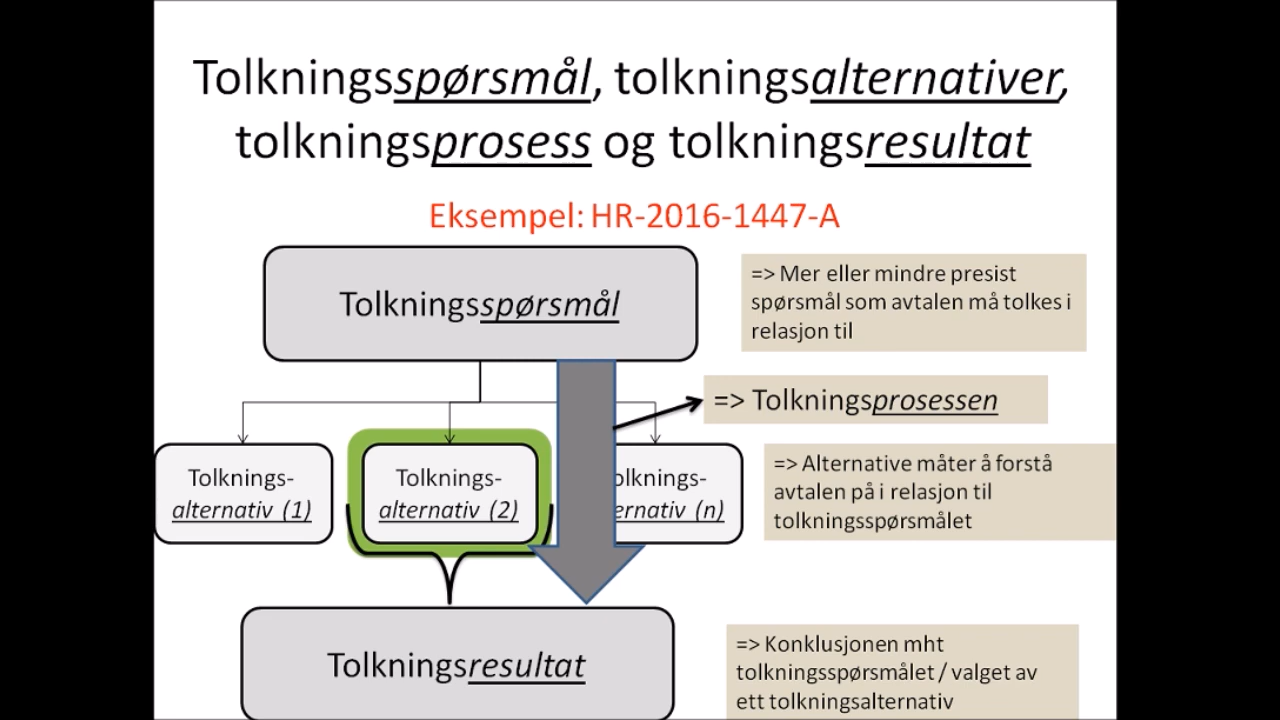 Tolkningsspørsmål, tolkningsalternativer,
tolkningsprosess og tolkningsresultat
Eksempel: HR-2016-1447-A
Tolkningsspørsmål
=> Mer eller mindre presist
spørsmål som avtalen må tolkes i
relasjon til
=> Tolkningsprosessen
Tolknings-
alternativ (1)
Tolknings-
alternativ (2)
olknings-
ernativ (n)
=> Alternative måter å forstå
avtalen på i relasjon til
tolkningsspørsmålet
Tolkningsresultat
=> Konklusjonen mht
tolkningsspørsmålet / valget av
ett tolkningsalternativ